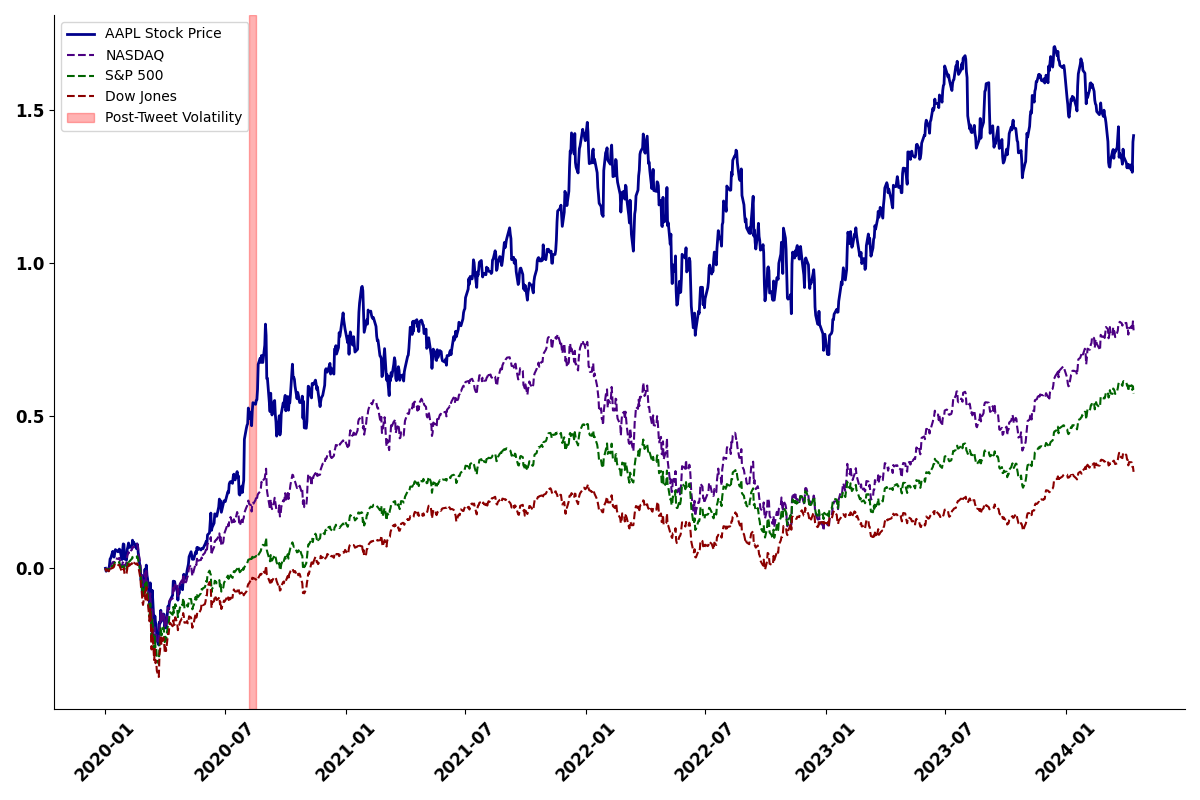 AAPL Stock Price
NASDAQ
S&P 500
Dow Jones
Post-Tweet Volatility
1.5
1.0
0.5
0.0
2020-01
2020-07
2021-01
2021-07
2022-01
2022-07
2023-01
2023-07
2024-01